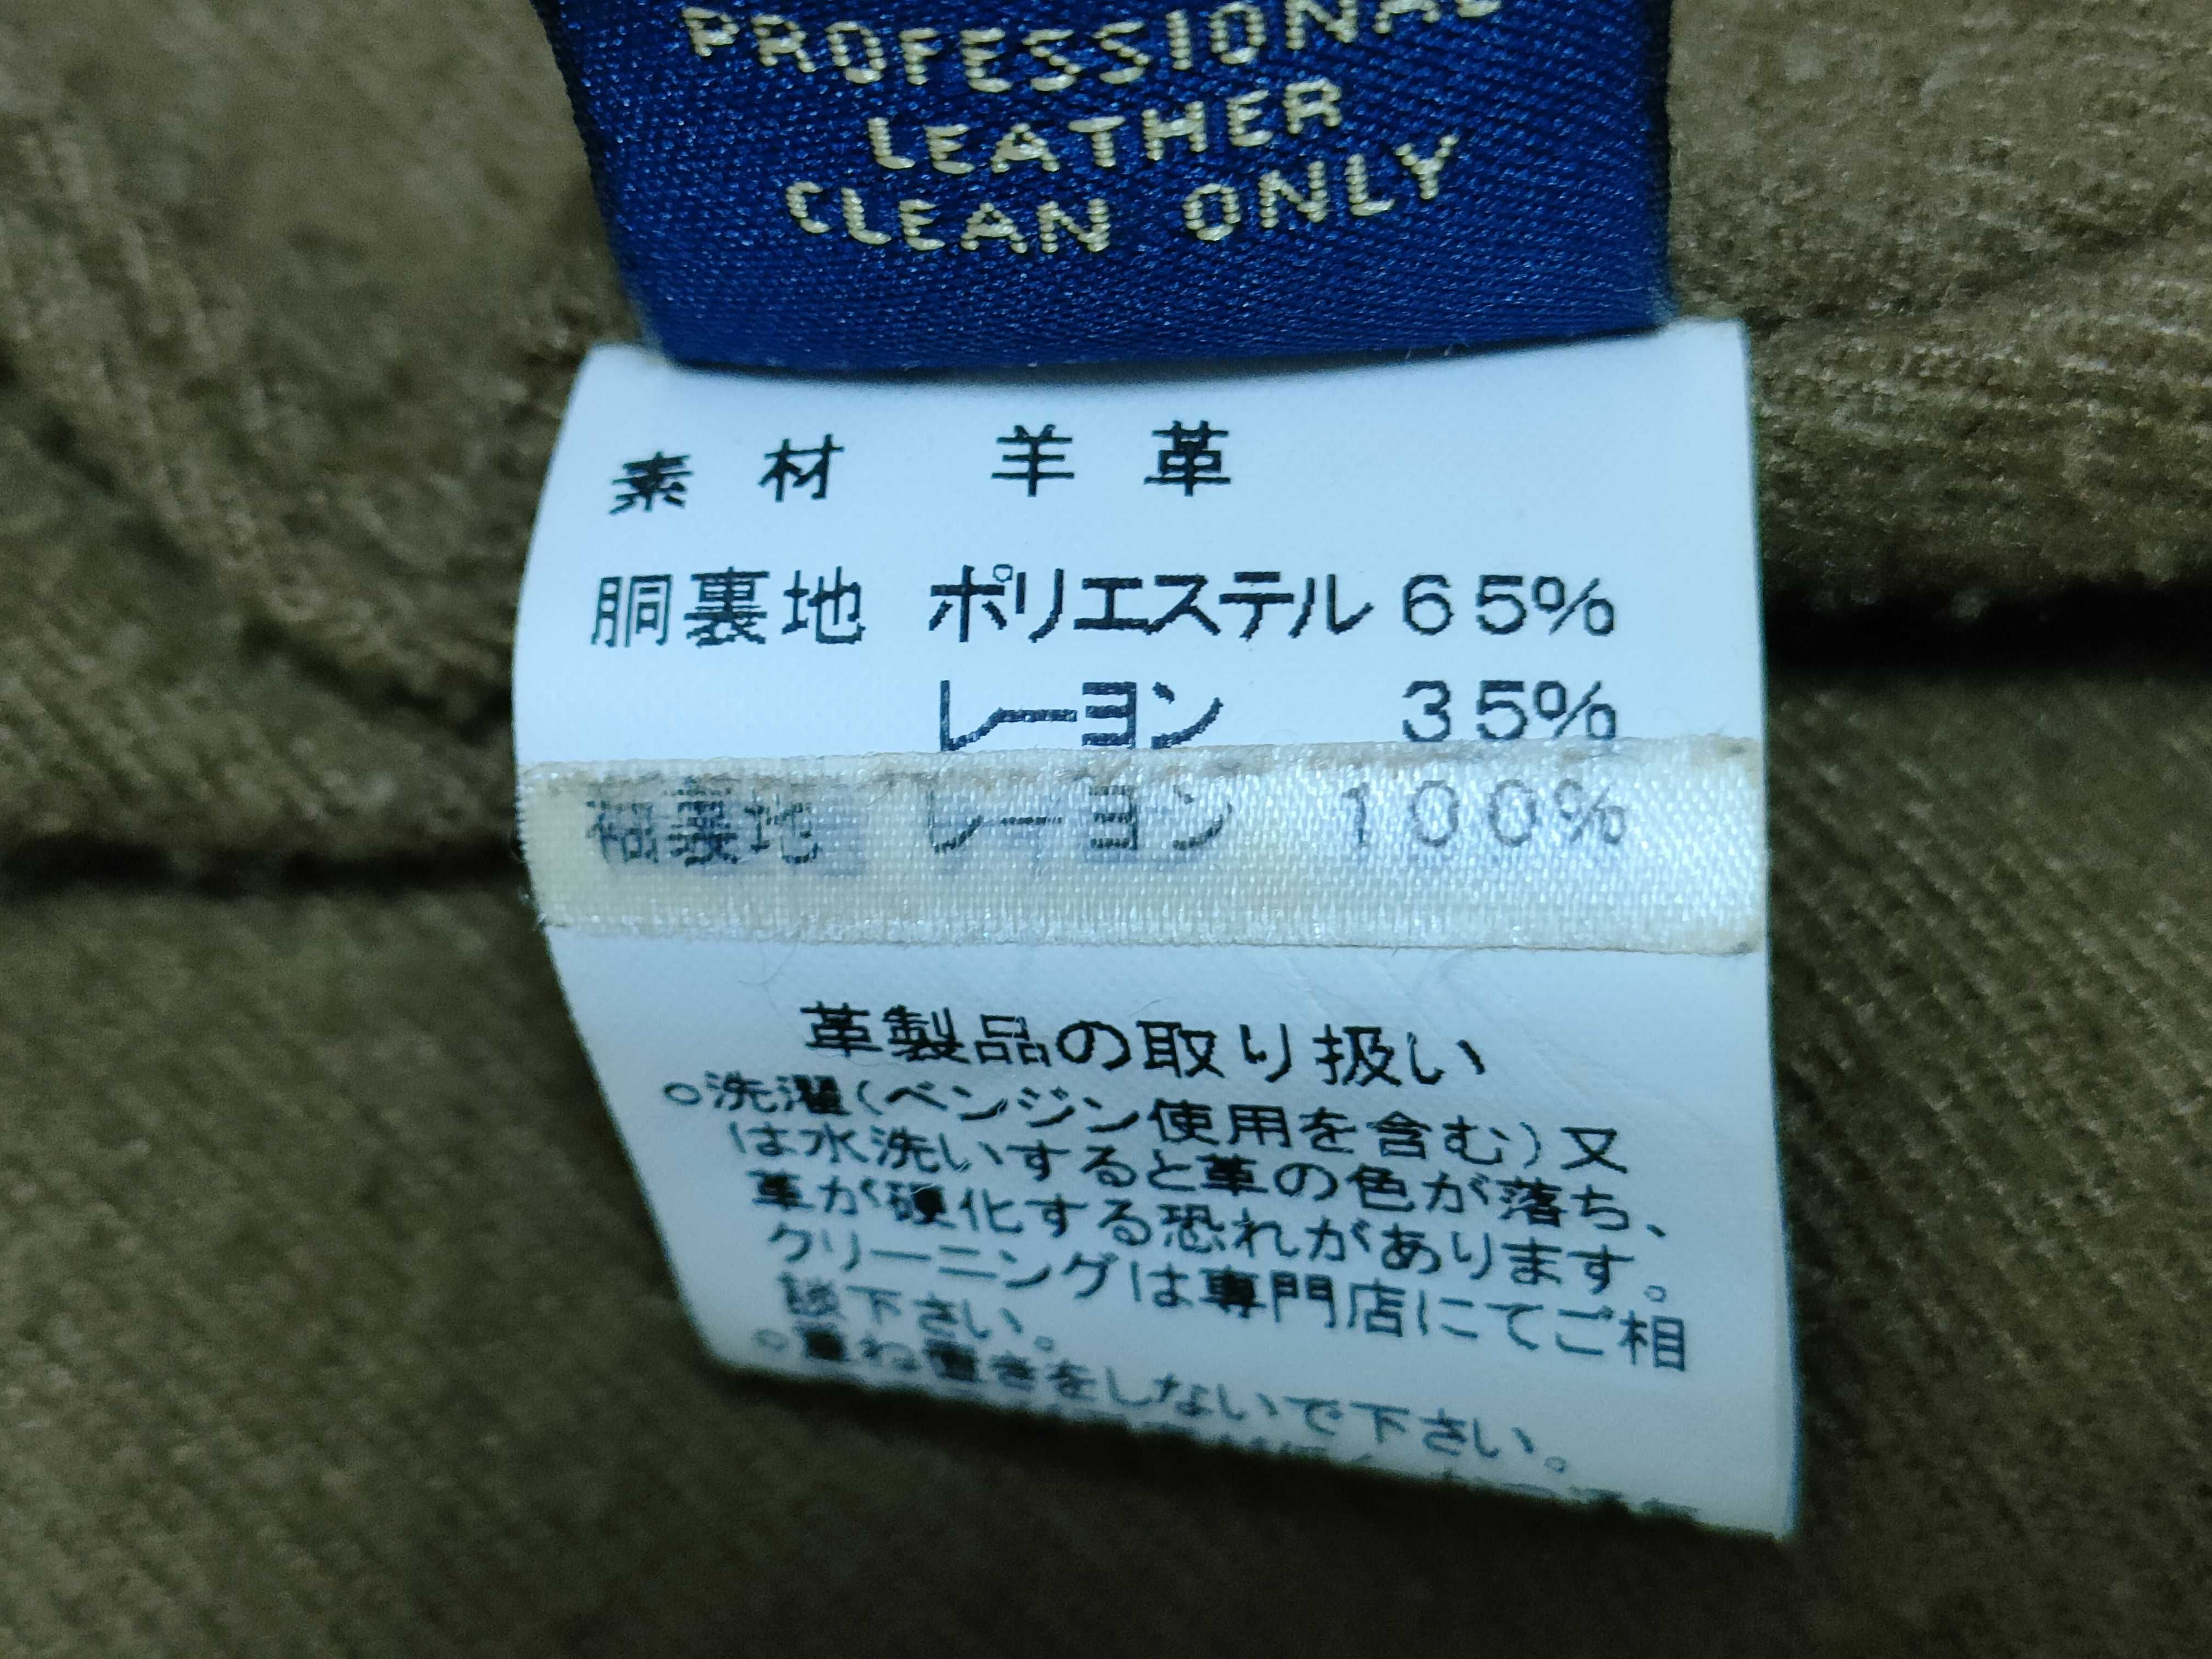 PROFESSIONAL
LEATHER
CLEAN ONLY
素材 羊革
胴裏地 ポリエステル 65%
レーヨン 35%
袖裏地 レーヨン 100%
革製品の取り扱い
○洗濯(ベンジン使用を含む)又
は水洗いすると革の色が落ち、
革が硬化する恐れがあります。
クリーニングは専門店にてご相
談下さい。
○重ね置きをしないで下さい。